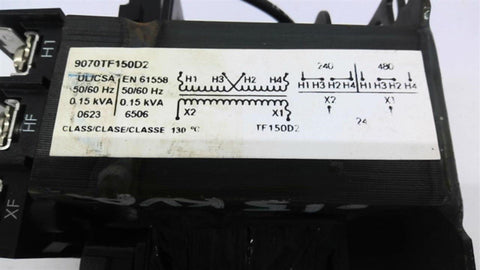 9070TF150D2
UL/CSA EN 61558
50/60 Hz 50/60 Hz
0.15 kVA 0.15 kVA
0623 6506
CLASS/CLASE/CLASSE 130 °C
H1 H3 H2 H4
X2 X1
TF150D2
240 480
H1 H3 H2 H4 H1 H3 H2 H4
X2 X1
24
H1
HF
XF